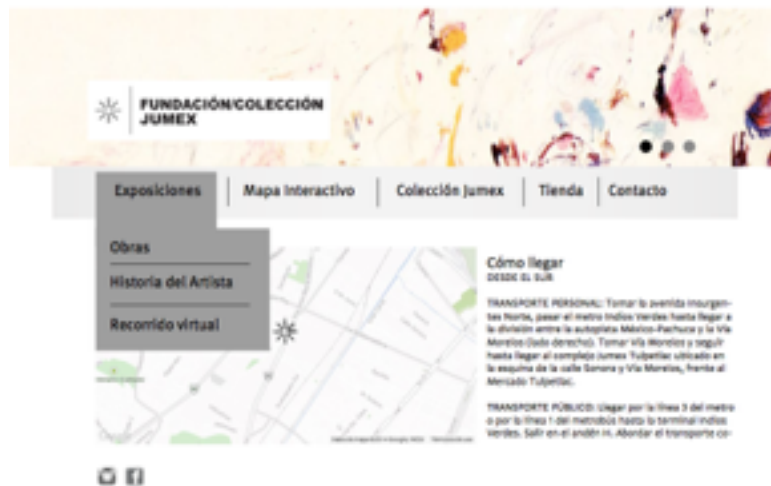 FUNDACIÓN/COLECCIÓN
JUMEX
Exposiciones
Mapa Interactivo
Colección Jumex
Tienda
Contacto
Obras
Historia del Artista
Recorrido virtual
Cómo llegar
DESDE EL SUR
TRANSPORTE PERSONAL: Tomar la avenida Insurgen-
tes Norte, pasar el metro Indios Verdes hasta llegar a
la división entre la autopista México-Pachuca y la Vía
Morelos (lado derecho). Tomar Vía Morelos y seguir
hasta llegar al complejo Jumex Tulpetlac ubicado en
la esquina de la calle Sonora y Vía Morelos, frente al
Mercado Tulpetlac.
TRANSPORTE PÚBLICO: Llegar por la línea 3 del metro
o por la línea 1 del metrobús hasta la terminal Indios
Verdes. Salir en el andén H. Abordar el transporte co-